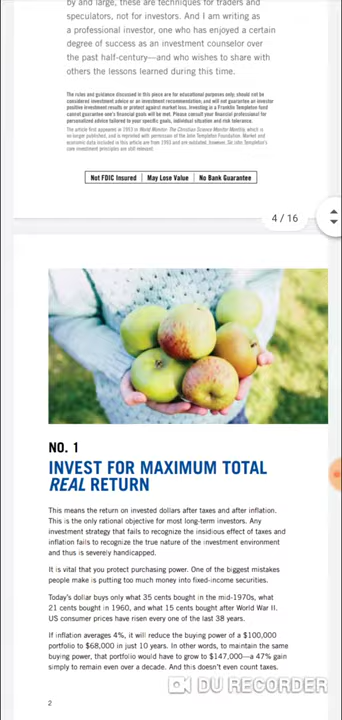 by and large, these are techniques for traders and
speculators, not for investors. And I am writing as
a professional investor, one who has enjoyed a certain
degree of success as an investment counselor over
the past half-century—and who wishes to share with
others the lessons learned during this time.
The rules and guidance discussed in this piece are for educational purposes only; should not be
considered investment advice or an investment recommendation, and will not guarantee an investor
positive investment results or protect against market loss. Investing in a Franklin Templeton fund
cannot guarantee one's financial goals will be met. Please consult your financial professional for
personalized advice tailored to your specific goals, individual situation and risk tolerance.
The article first appeared in 1993 in World Monitor: The Christian Science Monitor Monthly, which is
no longer published, and is reprinted with permission of the John Templeton Foundation. Market and
economic data included in this article are from 1993 and are outdated; however, Sir John Templeton's
core investment principles are still relevant.
Not FDIC Insured | May Lose Value | No Bank Guarantee
4 / 16
NO. 1
INVEST FOR MAXIMUM TOTAL
REAL RETURN
This means the return on invested dollars after taxes and after inflation.
This is the only rational objective for most long-term investors. Any
investment strategy that fails to recognize the insidious effect of taxes and
inflation fails to recognize the true nature of the investment environment
and thus is severely handicapped.
It is vital that you protect purchasing power. One of the biggest mistakes
people make is putting too much money into fixed-income securities.
Today's dollar buys only what 35 cents bought in the mid-1970s, what
21 cents bought in 1960, and what 15 cents bought after World War II.
US consumer prices have risen every one of the last 38 years.
If inflation averages 4%, it will reduce the buying power of a $100,000
portfolio to $68,000 in just 10 years. In other words, to maintain the same
buying power, that portfolio would have to grow to $147,000—a 47% gain
simply to remain even over a decade. And this doesn't even count taxes.
DU RECORDER
2